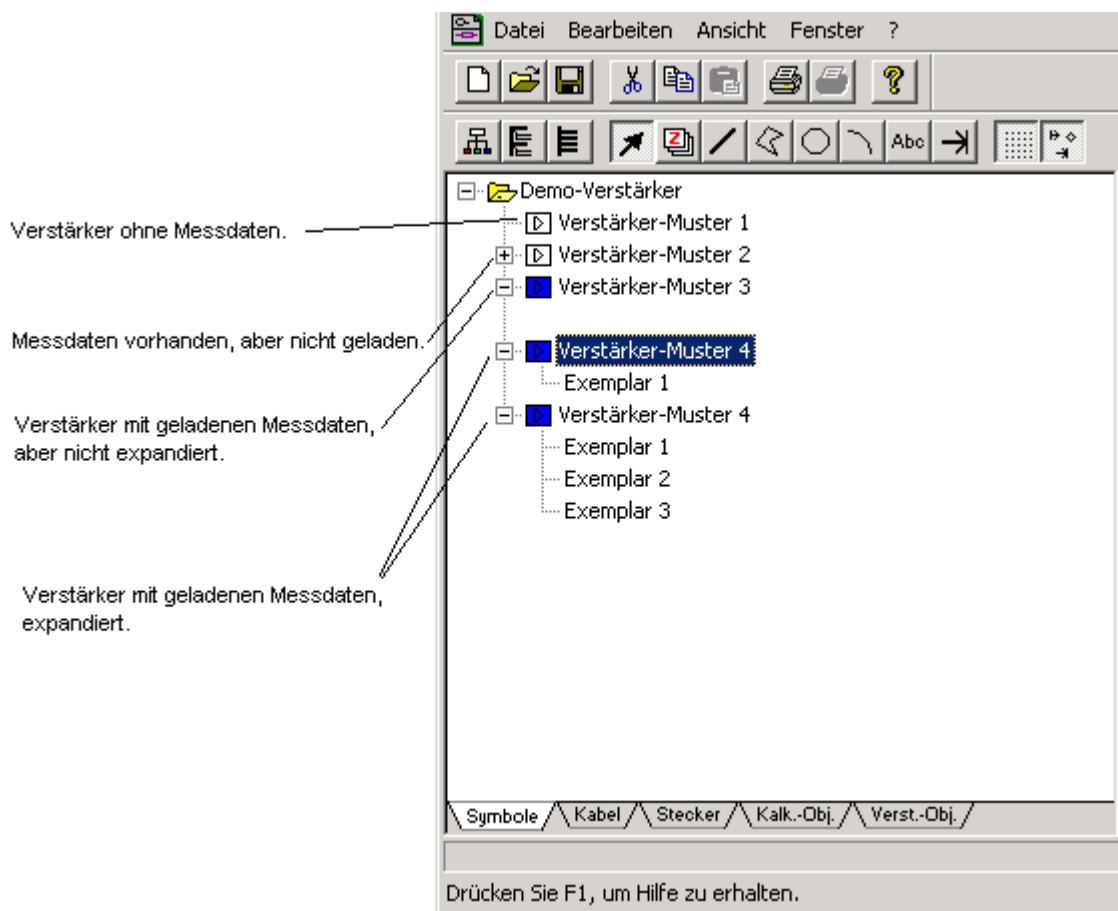 Datei Bearbeiten Ansicht Fenster ?
Z Abc
Demo-Verstärker
Verstärker ohne Messdaten.
Verstärker-Muster 1
Verstärker-Muster 2
Verstärker-Muster 3
Messdaten vorhanden, aber nicht geladen.
Verstärker-Muster 4
Exemplar 1
Verstärker mit geladenen Messdaten,
aber nicht expandiert.
Verstärker-Muster 4
Exemplar 1
Exemplar 2
Exemplar 3
Verstärker mit geladenen Messdaten,
expandiert.
Symbole Kabel Stecker Kalk.-Obj. Verst.-Obj.
Drücken Sie F1, um Hilfe zu erhalten.